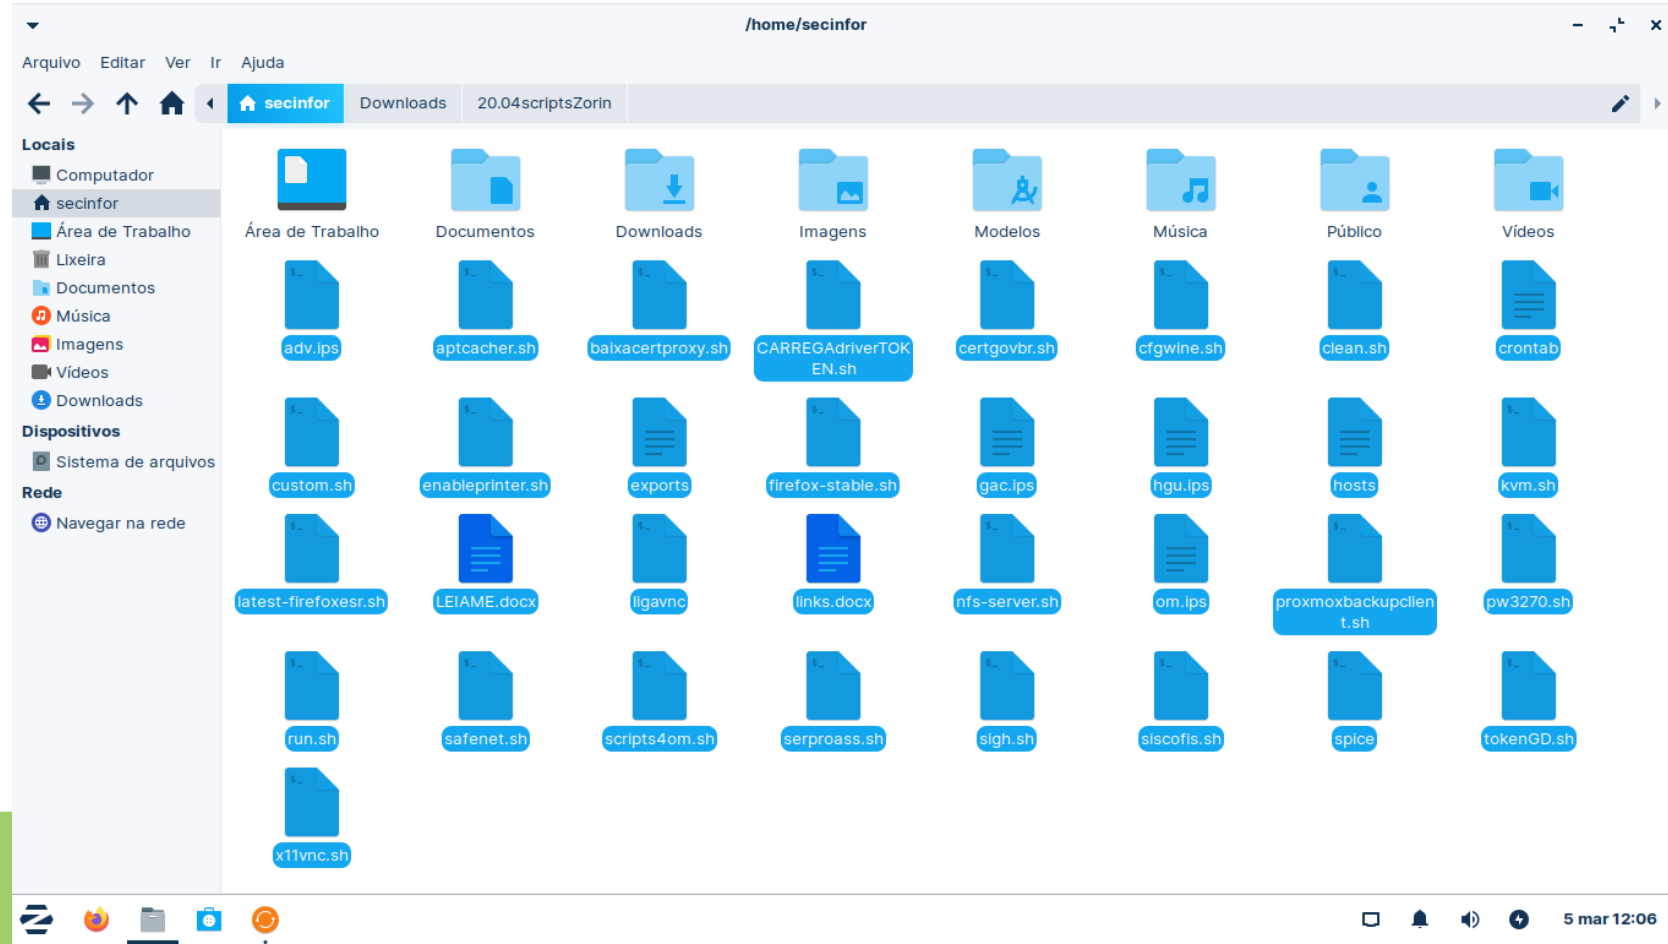 /home/secinfor
Arquivo Editar Ver Ir Ajuda
secinfor Downloads 20.04scriptsZorin
Locais
Computador
secinfor
Área de Trabalho
Lixeira
Documentos
Música
Imagens
Vídeos
Downloads
Dispositivos
Sistema de arquivos
Rede
Navegar na rede
Área de Trabalho Documentos Downloads Imagens Modelos Música Público Vídeos
adv.ips aptcacher.sh baixacertproxy.sh CARREGAdriverTOK certgovbr.sh cfgwine.sh clean.sh crontab
EN.sh
custom.sh enableprinter.sh exports firefox-stable.sh gac.ips hgu.ips hosts kvm.sh
latest-firefoxesr.sh LEIAME.docx ligavnc links.docx nfs-server.sh om.ips proxmoxbackupclien pw3270.sh
t.sh
run.sh safenet.sh scripts4om.sh serproass.sh sigh.sh siscofis.sh spice tokenGD.sh
x11vnc.sh
5 mar 12:06